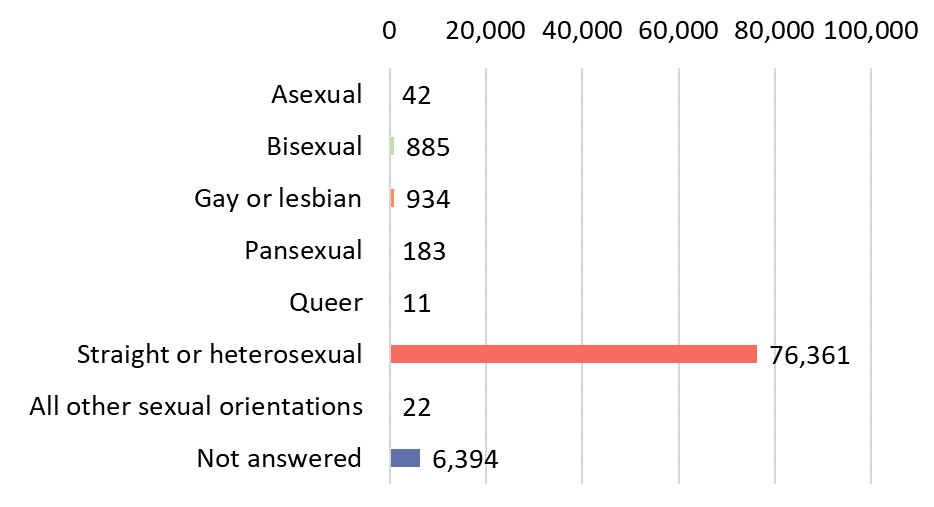 0 20,000 40,000 60,000 80,000 100,000
Asexual 42
Bisexual 885
Gay or lesbian 934
Pansexual 183
Queer 11
Straight or heterosexual 76,361
All other sexual orientations 22
Not answered 6,394